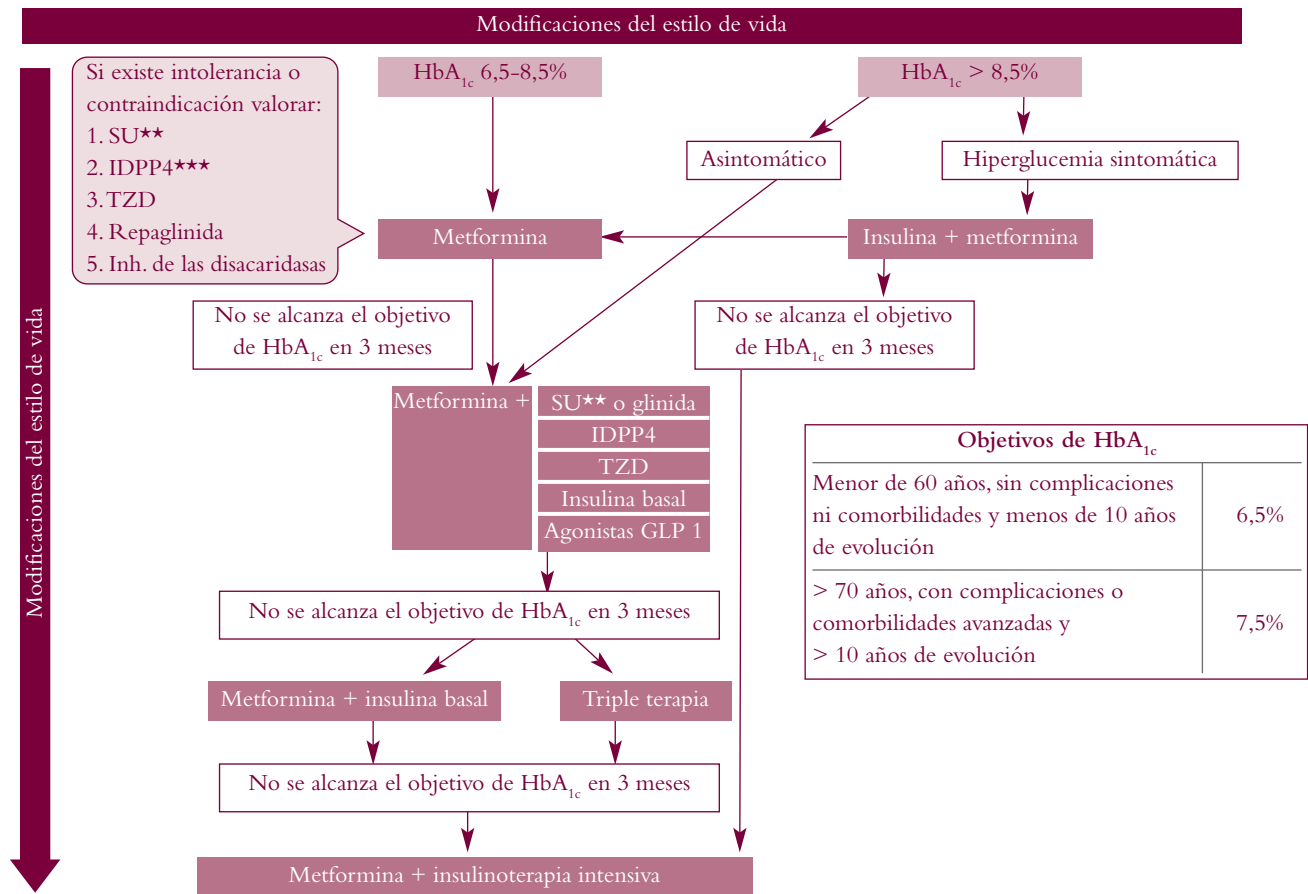 Modificaciones del estilo de vida
Modificaciones del estilo de vida
Si existe intolerancia o
contraindicación valorar:
1. SU★★
2. IDPP4★★★
3. TZD
4. Repaglinida
5. Inh. de las disacaridasas
HbA1c 6,5-8,5%
HbA1c > 8,5%
Asintomático
Hiperglucemia sintomática
Metformina
Insulina + metformina
No se alcanza el objetivo
de HbA1c en 3 meses
No se alcanza el objetivo
de HbA1c en 3 meses
Metformina +
SU★★ o glinida
IDPP4
TZD
Insulina basal
Agonistas GLP 1
Objetivos de HbA1c
Menor de 60 años, sin complicaciones
ni comorbilidades y menos de 10 años
de evolución
6,5%
> 70 años, con complicaciones o
comorbilidades avanzadas y
> 10 años de evolución
7,5%
No se alcanza el objetivo de HbA1c en 3 meses
Metformina + insulina basal
Triple terapia
No se alcanza el objetivo de HbA1c en 3 meses
Metformina + insulinoterapia intensiva